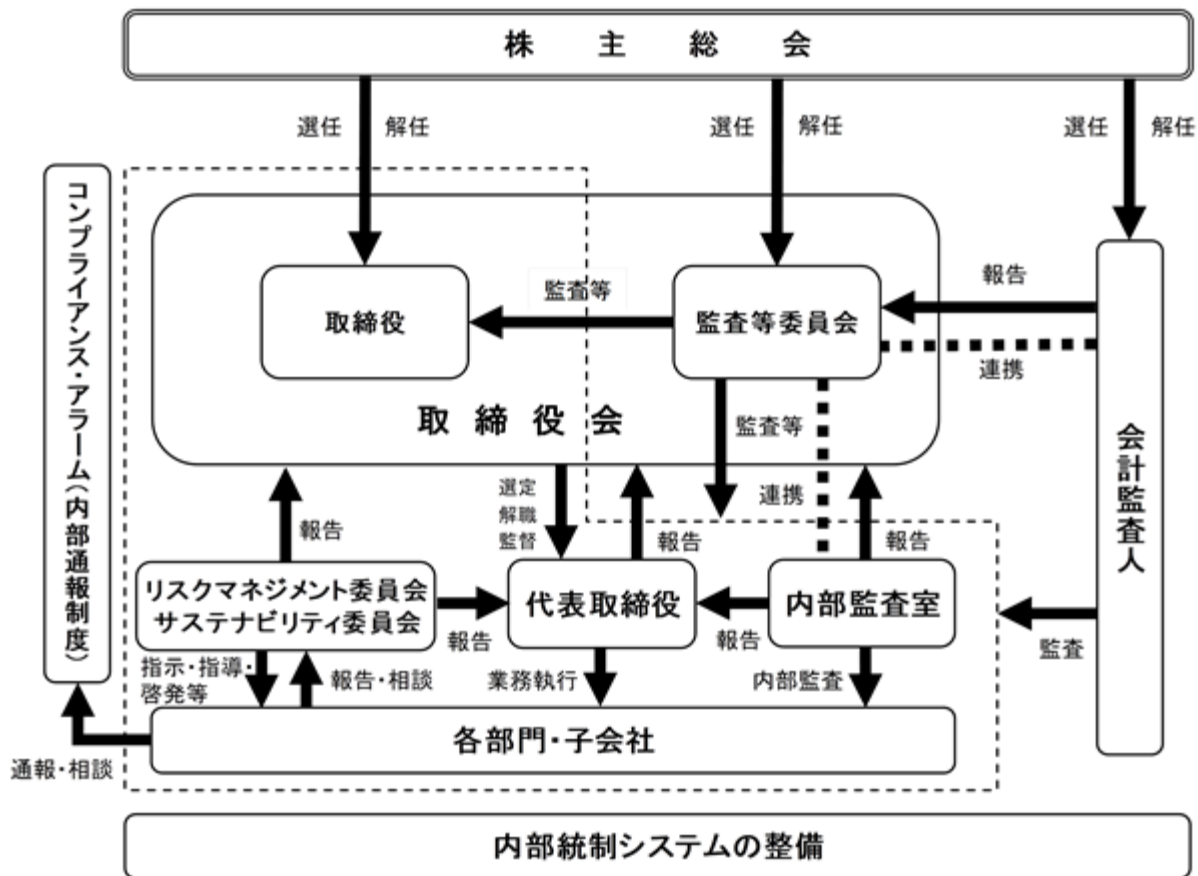 株主総会
選任
解任
選任
解任
選任
解任
コンプライアンス・アラーム(内部通報制度)
取締役
監査等
監査等委員会
報告
連携
取締役会
会計監査人
監査等
連携
選定
解職
監督
報告
報告
報告
リスクマネジメント委員会
サステナビリティ委員会
報告
代表取締役
報告
内部監査室
監査
指示・指導・
啓発等
報告・相談
業務執行
内部監査
各部門・子会社
通報・相談
内部統制システムの整備